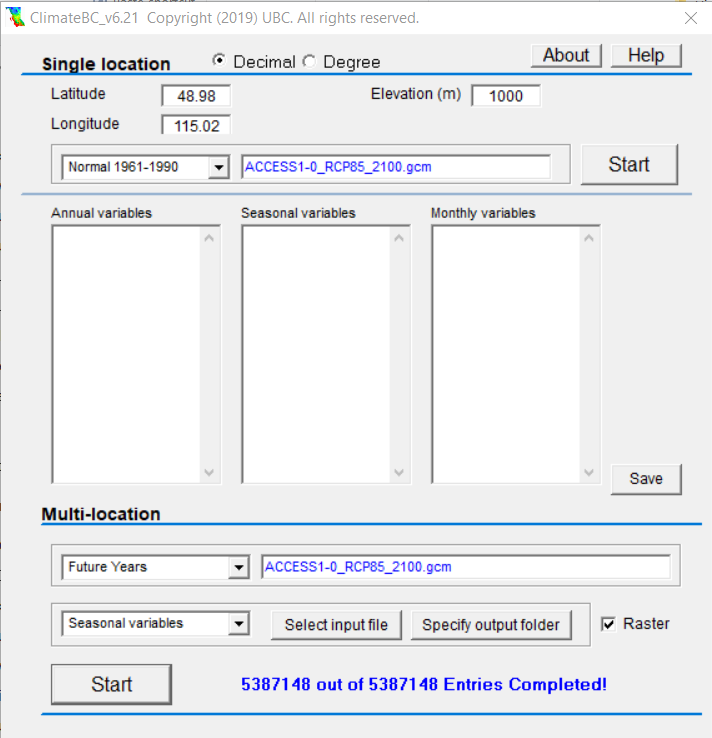 ClimateBC_v6.21 Copyright (2019) UBC. All rights reserved.
Single location Decimal Degree About Help
Latitude 48.98 Elevation (m) 1000
Longitude 115.02
Normal 1961-1990 ACCESS1-0_RCP85_2100.gcm Start
Annual variables Seasonal variables Monthly variables
Save
Multi-location
Future Years ACCESS1-0_RCP85_2100.gcm
Seasonal variables Select input file Specify output folder Raster
Start 5387148 out of 5387148 Entries Completed!